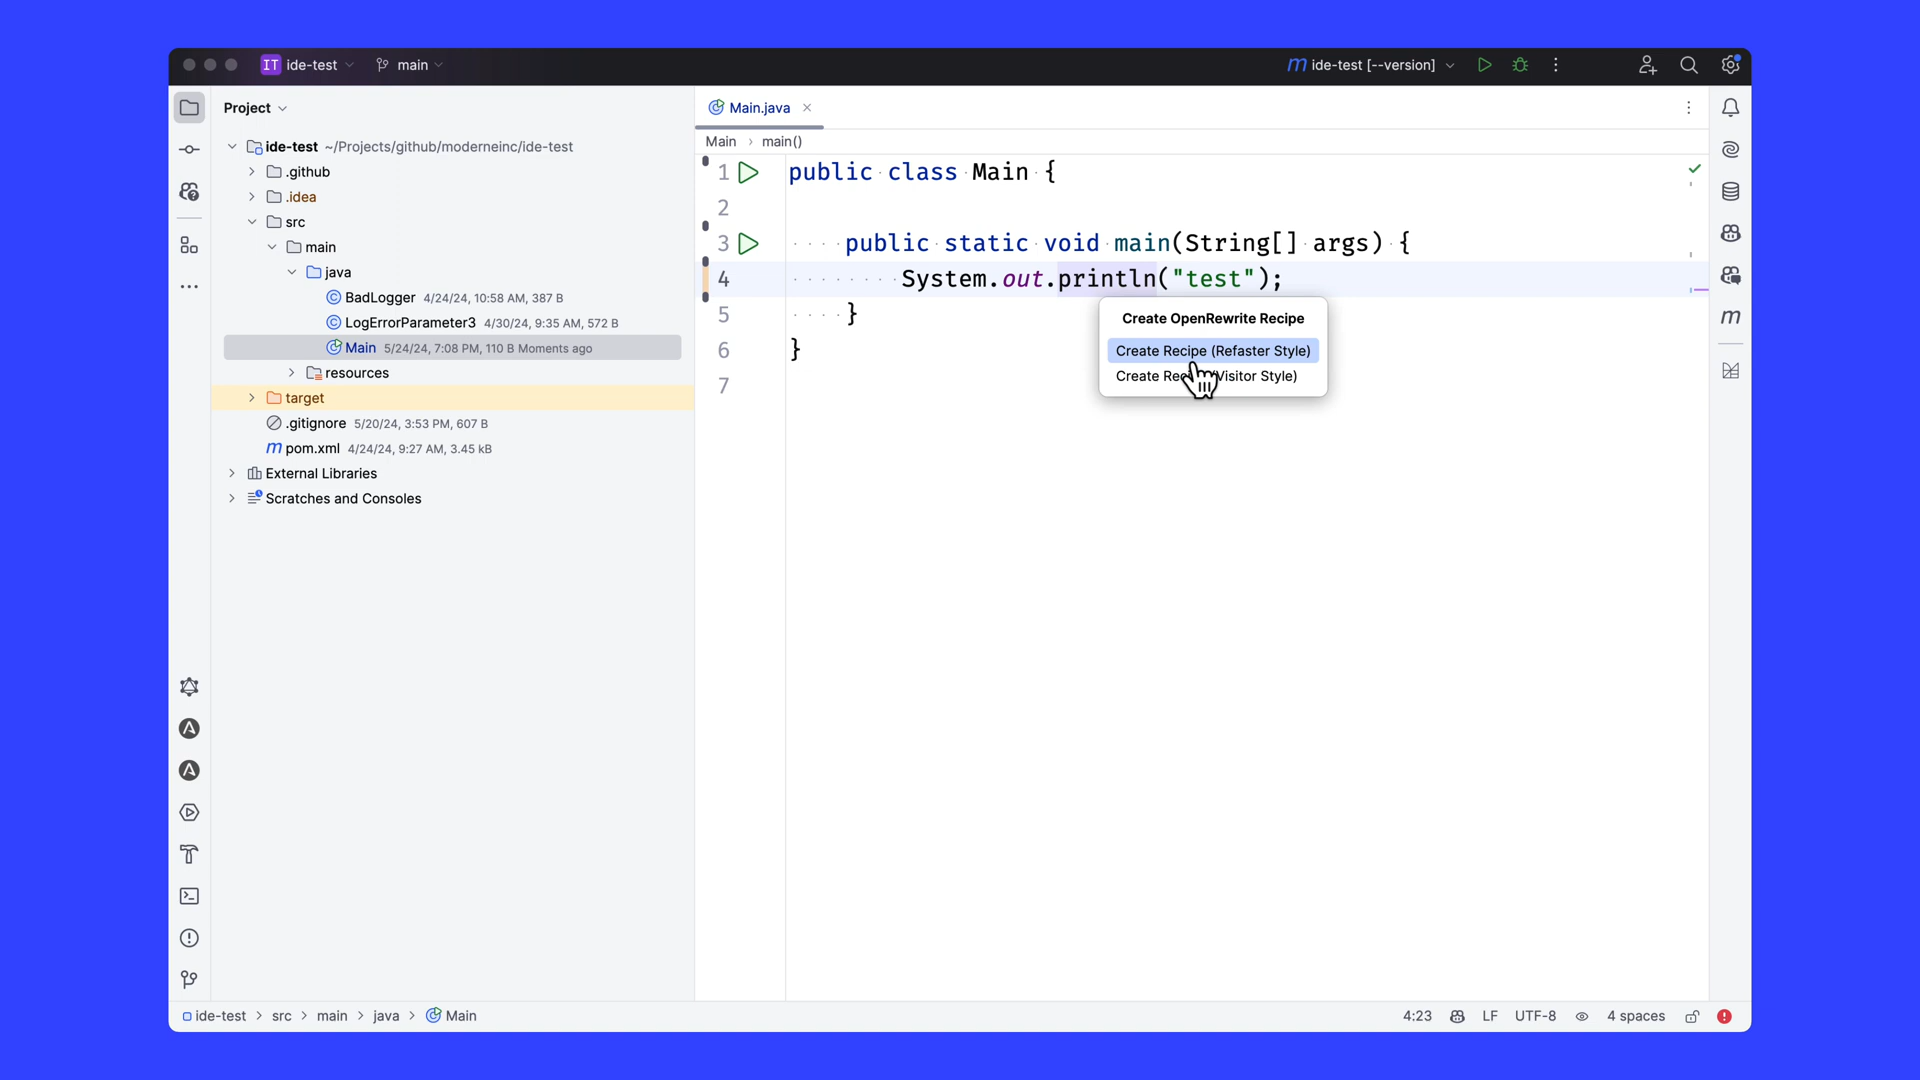 IT ide-test main
m ide-test [--version]
Project
ide-test ~/Projects/github/moderneinc/ide-test
.github
.idea
src
main
java
BadLogger 4/24/24, 10:58 AM, 387 B
LogErrorParameter3 4/30/24, 9:35 AM, 572 B
Main 5/24/24, 7:08 PM, 110 B Moments ago
resources
target
.gitignore 5/20/24, 3:53 PM, 607 B
m pom.xml 4/24/24, 9:27 AM, 3.45 kB
External Libraries
Scratches and Consoles
Main.java
Main > main()
1 public class Main {
2
3 public static void main(String[] args) {
4 System.out.println("test");
5 }
6 }
7
Create OpenRewrite Recipe
Create Recipe (Refaster Style)
Create Visitor Style)
m
ide-test > src > main > java > Main
4:23 LF UTF-8 4 spaces